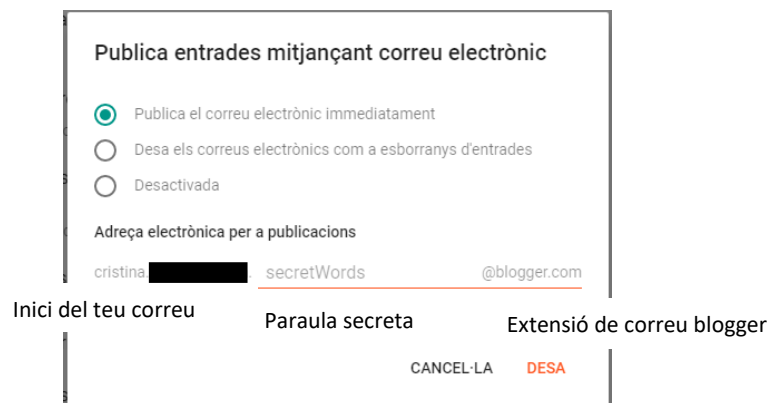 Publica entrades mitjançant correu electrònic
Publica el correu electrònic immediatament
Desa els correus electrònics com a esborranys d'entrades
Desactivada
Adreça electrònica per a publicacions
cristina. . secretWords @blogger.com
Inici del teu correu Paraula secreta Extensió de correu blogger
CANCEL·LA DESA